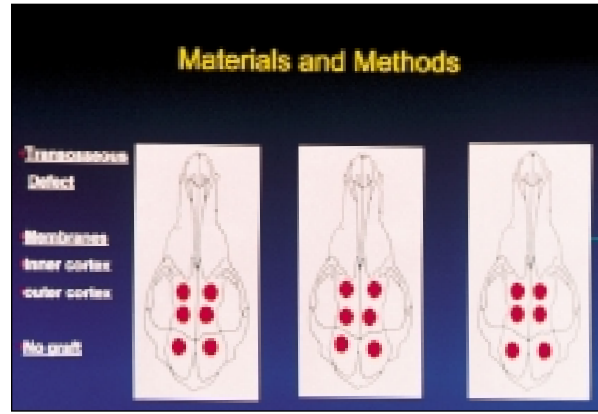 Materials and Methods
Transosseous
Defect
Membranes
inner cortex
outer cortex
No graft